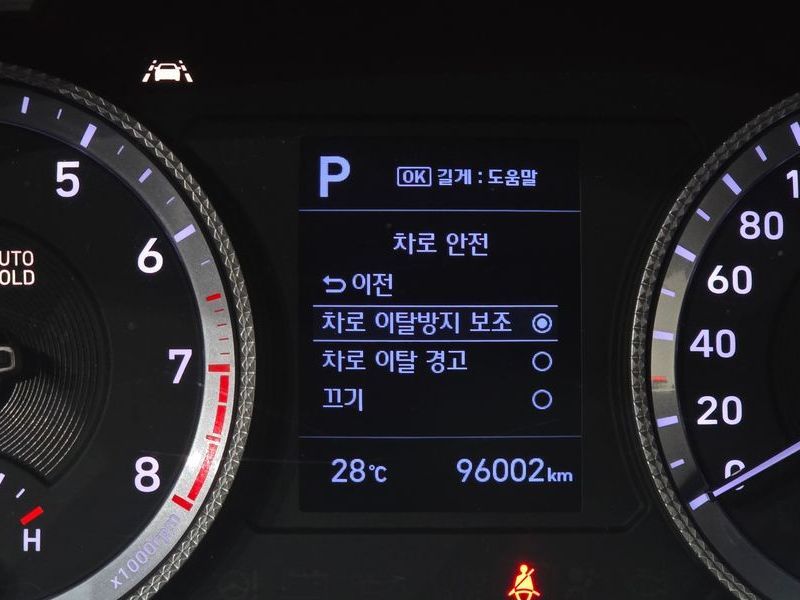 P
OK 길게 : 도움말
차로 안전
이전
차로 이탈방지 보조
차로 이탈 경고
끄기
28℃ 96002km
5
6
7
8
x1000rpm
H
80
60
40
20
0